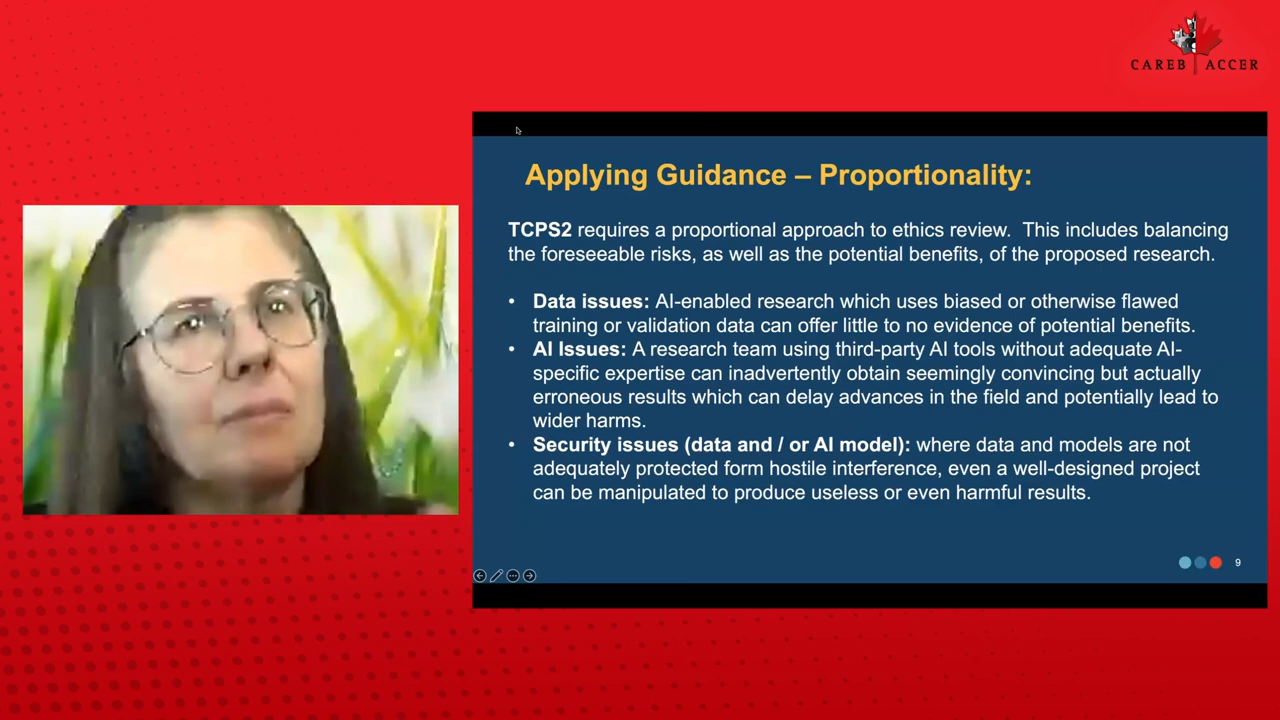 CAREB ACCER
Applying Guidance – Proportionality:
TCPS2 requires a proportional approach to ethics review.  This includes balancing
the foreseeable risks, as well as the potential benefits, of the proposed research.
• Data issues: AI-enabled research which uses biased or otherwise flawed
training or validation data can offer little to no evidence of potential benefits.
• AI Issues: A research team using third-party AI tools without adequate AI-
specific expertise can inadvertently obtain seemingly convincing but actually
erroneous results which can delay advances in the field and potentially lead to
wider harms.
• Security issues (data and / or AI model): where data and models are not
adequately protected form hostile interference, even a well-designed project
can be manipulated to produce useless or even harmful results.
9